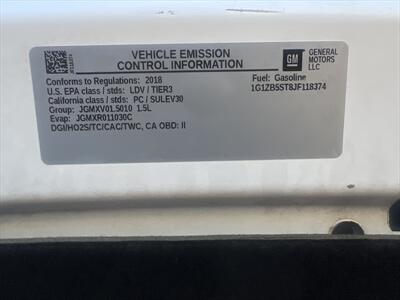 VEHICLE EMISSION
CONTROL INFORMATION
GM
GENERAL
MOTORS
LLC
Conforms to Regulations: 2018
Fuel: Gasoline
U.S. EPA class / stds: LDV / TIER3
1G1ZB5ST8JF118374
California class / stds: PC / SULEV30
Group: JGMXV01.5010 1.5L
Evap: JGMXR011030C
DGI/HO2S/TC/CAC/TWC, CA OBD: II